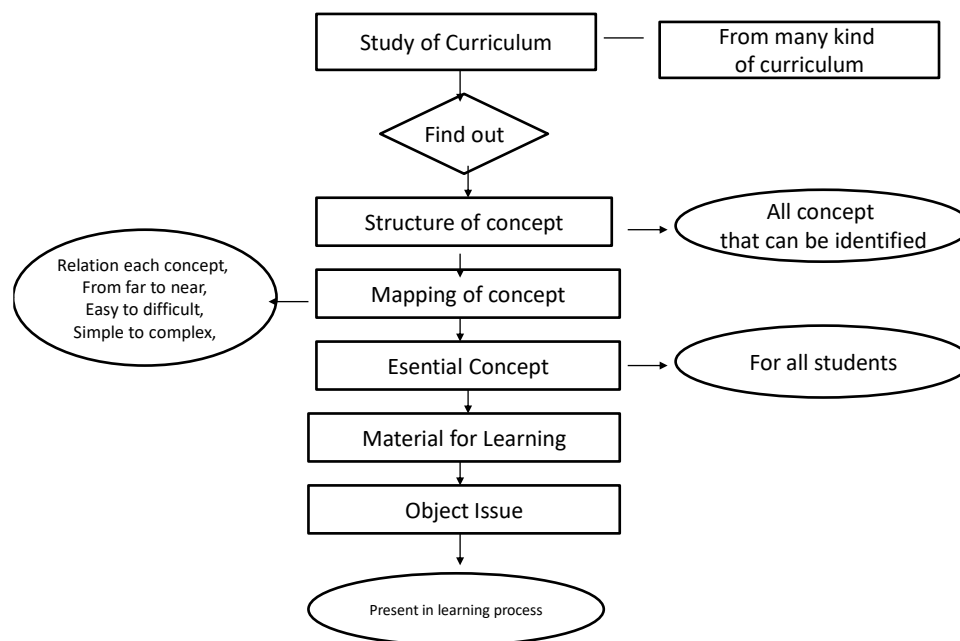 Study of Curriculum
From many kind
of curriculum
Find out
Structure of concept
All concept
that can be identified
Relation each concept,
From far to near,
Easy to difficult,
Simple to complex,
Mapping of concept
Esential Concept
For all students
Material for Learning
Object Issue
Present in learning process